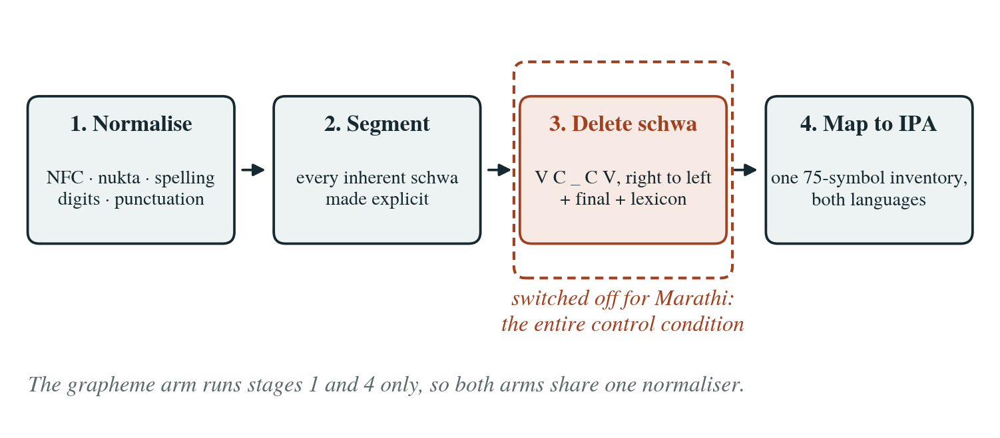 1. Normalise
NFC · nukta · spelling
digits · punctuation
2. Segment
every inherent schwa
made explicit
3. Delete schwa
V C _ C V, right to left
+ final + lexicon
4. Map to IPA
one 75-symbol inventory,
both languages
switched off for Marathi:
the entire control condition
The grapheme arm runs stages 1 and 4 only, so both arms share one normaliser.